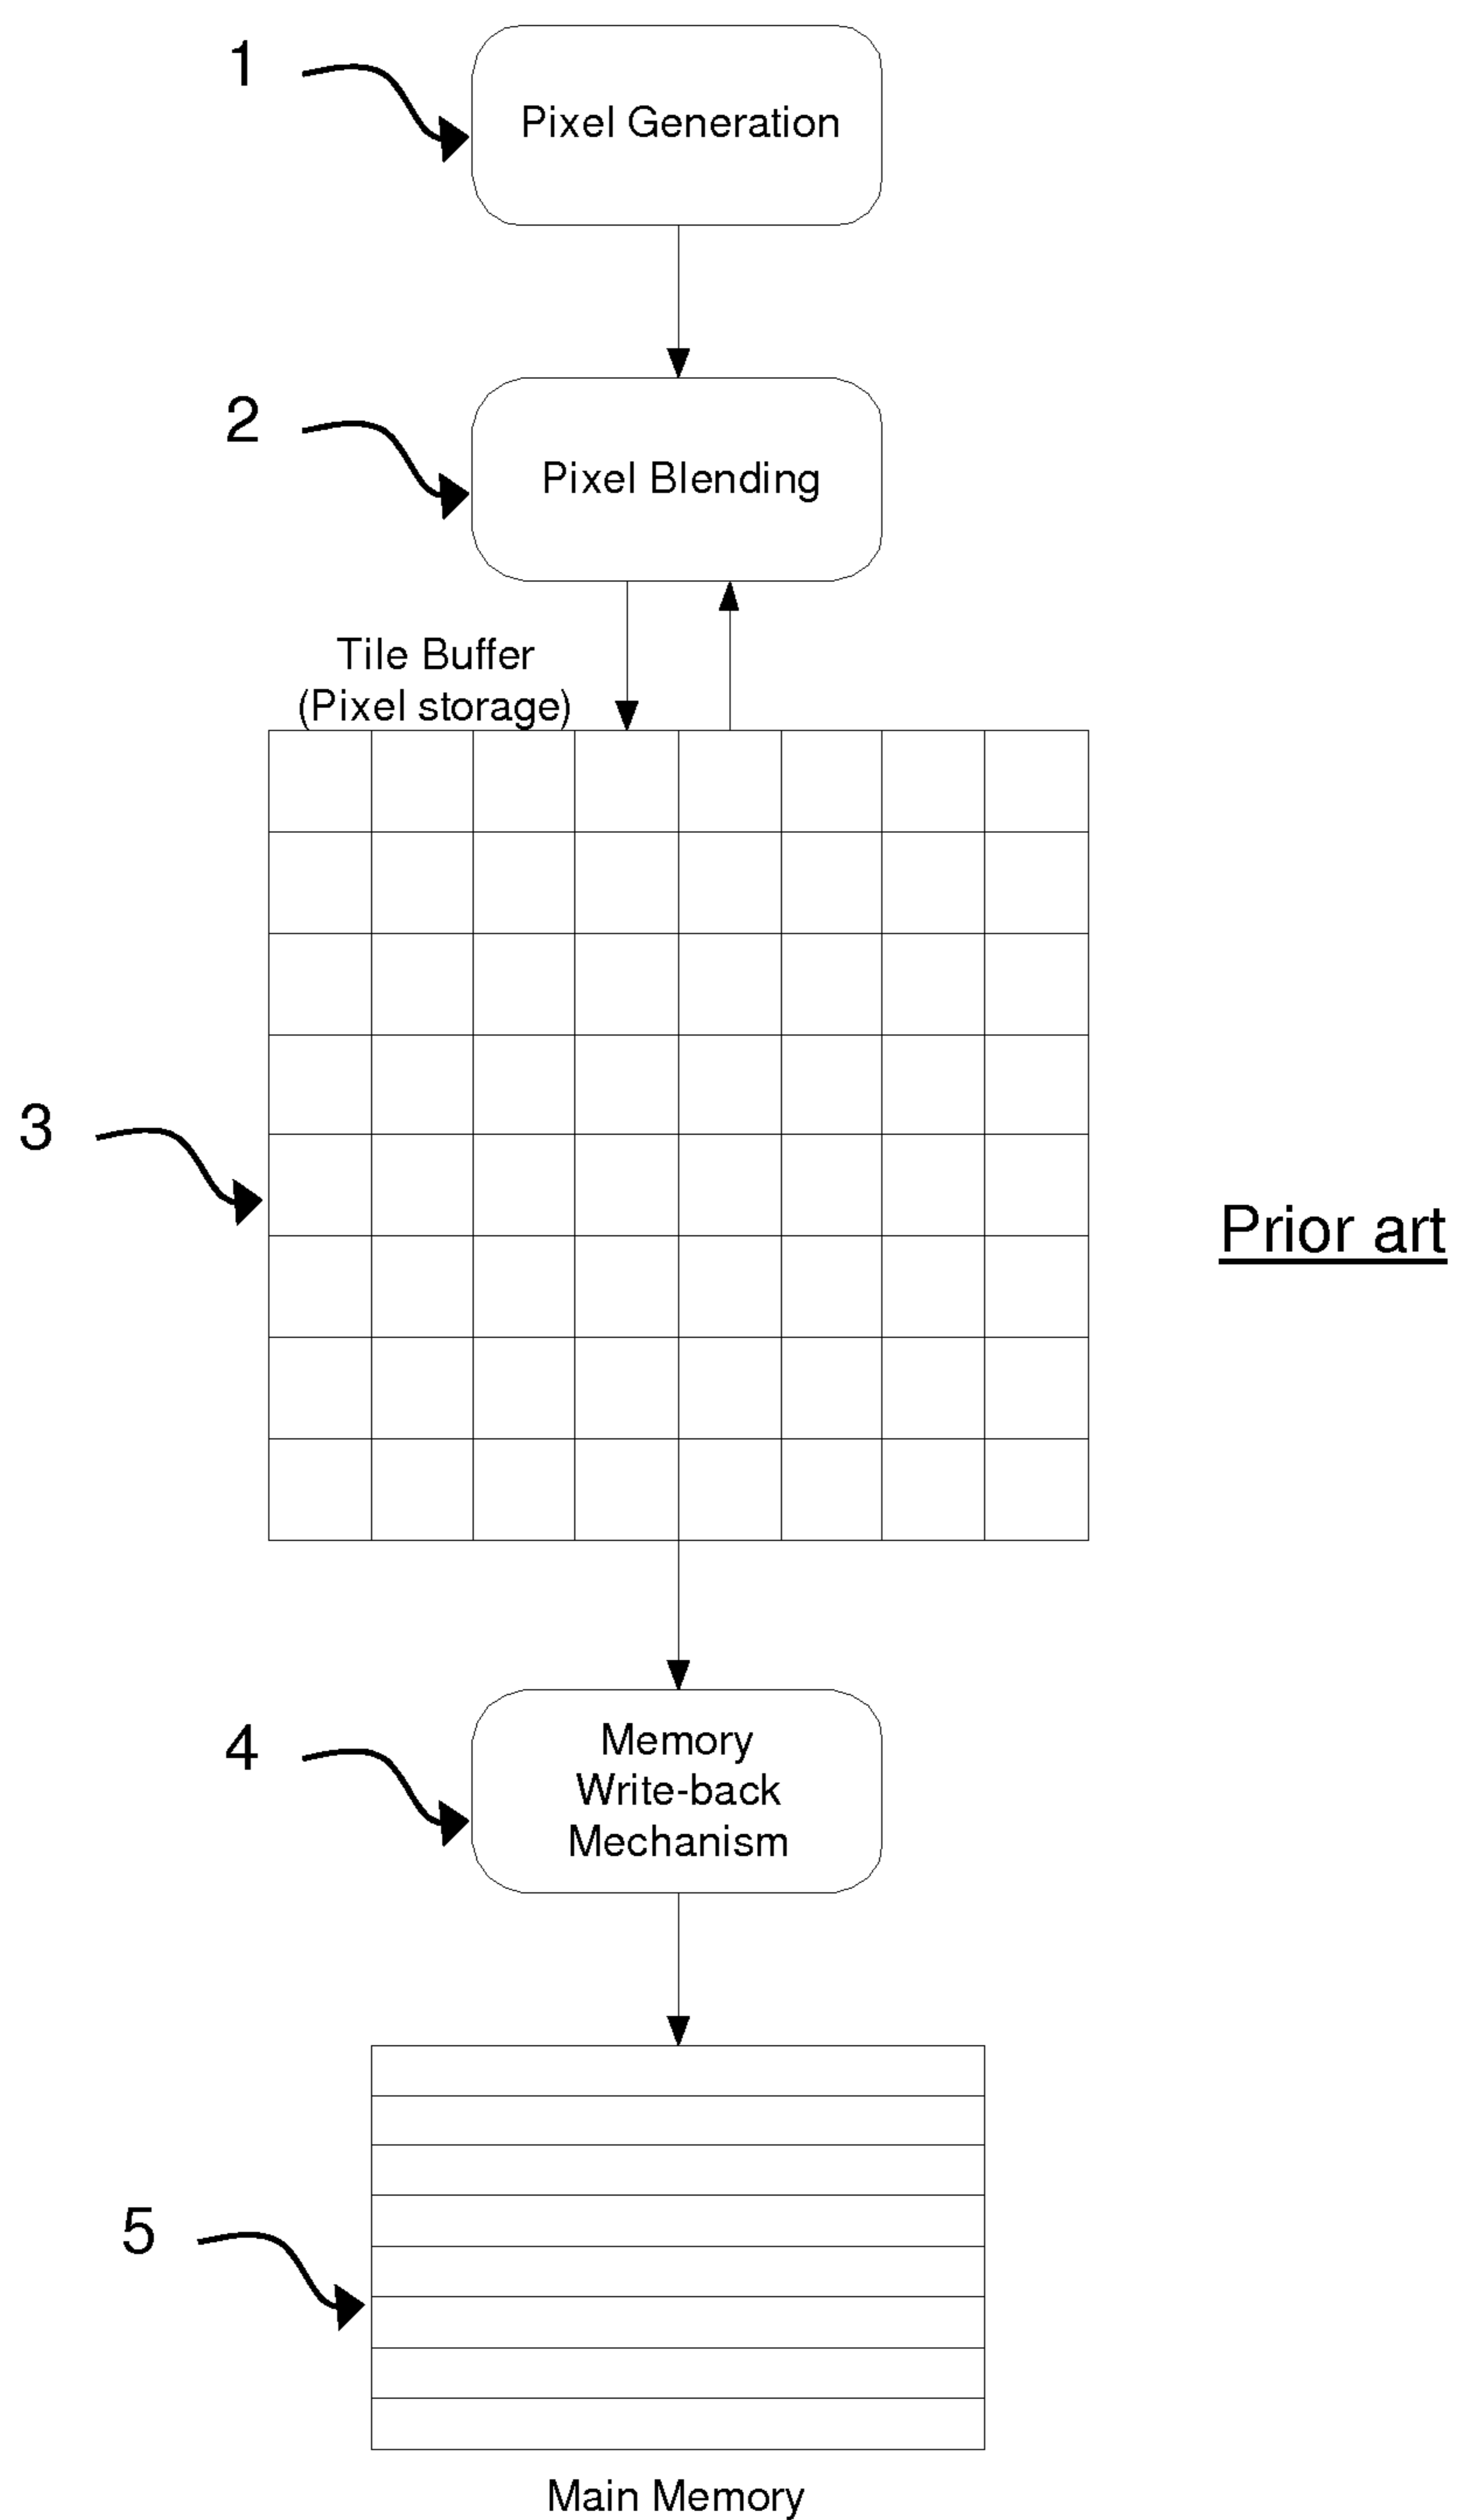 1
Pixel Generation
2
Pixel Blending
Tile Buffer
(Pixel storage)
3
Prior art
4
Memory
Write-back
Mechanism
5
Main Memory